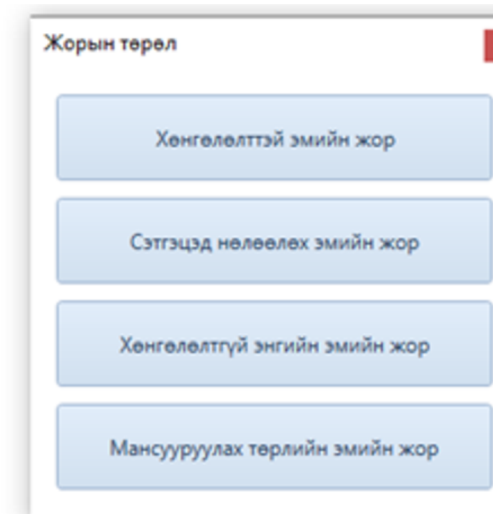 Жорын төрөл
Хөнгөлөлттэй эмийн жор
Сэтгэцэд нөлөөлөх эмийн жор
Хөнгөлөлтгүй энгийн эмийн жор
Мансууруулах төрлийн эмийн жор